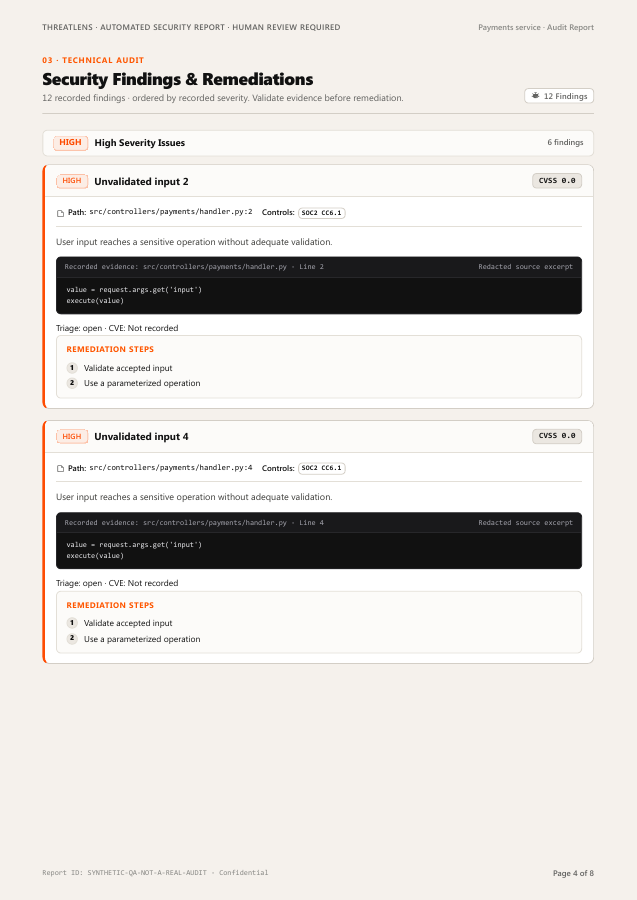 THREATLENS · AUTOMATED SECURITY REPORT · HUMAN REVIEW REQUIRED
Payments service · Audit Report
03 · TECHNICAL AUDIT
Security Findings & Remediations
12 recorded findings · ordered by recorded severity. Validate evidence before remediation.
12 Findings
HIGH High Severity Issues 6 findings
HIGH Unvalidated input 2 CVSS 0.0
Path: src/controllers/payments/handler.py:2 Controls: SOC2 CC6.1
User input reaches a sensitive operation without adequate validation.
Recorded evidence: src/controllers/payments/handler.py · Line 2 Redacted source excerpt
value = request.args.get('input')
execute(value)
Triage: open · CVE: Not recorded
REMEDIATION STEPS
1 Validate accepted input
2 Use a parameterized operation
HIGH Unvalidated input 4 CVSS 0.0
Path: src/controllers/payments/handler.py:4 Controls: SOC2 CC6.1
User input reaches a sensitive operation without adequate validation.
Recorded evidence: src/controllers/payments/handler.py · Line 4 Redacted source excerpt
value = request.args.get('input')
execute(value)
Triage: open · CVE: Not recorded
REMEDIATION STEPS
1 Validate accepted input
2 Use a parameterized operation
Report ID: SYNTHETIC-QA-NOT-A-REAL-AUDIT · Confidential
Page 4 of 8